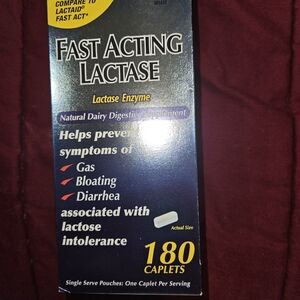 COMPARE TO
LACTAID®
FAST ACT*
FAST ACTING
LACTASE
Lactase Enzyme
Natural Dairy Digestive
Helps prevent
symptoms of
Gas
Bloating
Diarrhea
associated with
lactose
intolerance
Actual Size
180
CAPLETS
Single Serve Pouches: One Caplet Per Serving